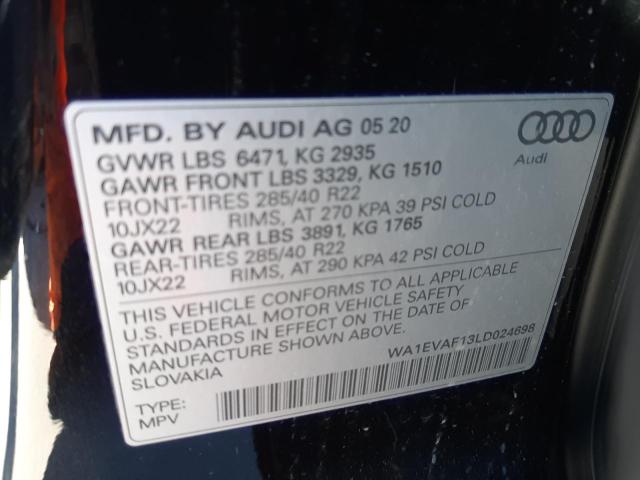 MFD. BY AUDI AG 05 20
GVWR LBS 6471, KG 2935
GAWR FRONT LBS 3329, KG 1510
FRONT-TIRES 285/40 R22
10JX22 RIMS, AT 270 KPA 39 PSI COLD
GAWR REAR LBS 3891, KG 1765
REAR-TIRES 285/40 R22
10JX22 RIMS, AT 290 KPA 42 PSI COLD
THIS VEHICLE CONFORMS TO ALL APPLICABLE
U.S. FEDERAL MOTOR VEHICLE SAFETY
STANDARDS IN EFFECT ON THE DATE OF
MANUFACTURE SHOWN ABOVE.
SLOVAKIA
WA1EVAF13LD024698
TYPE:
MPV
Audi